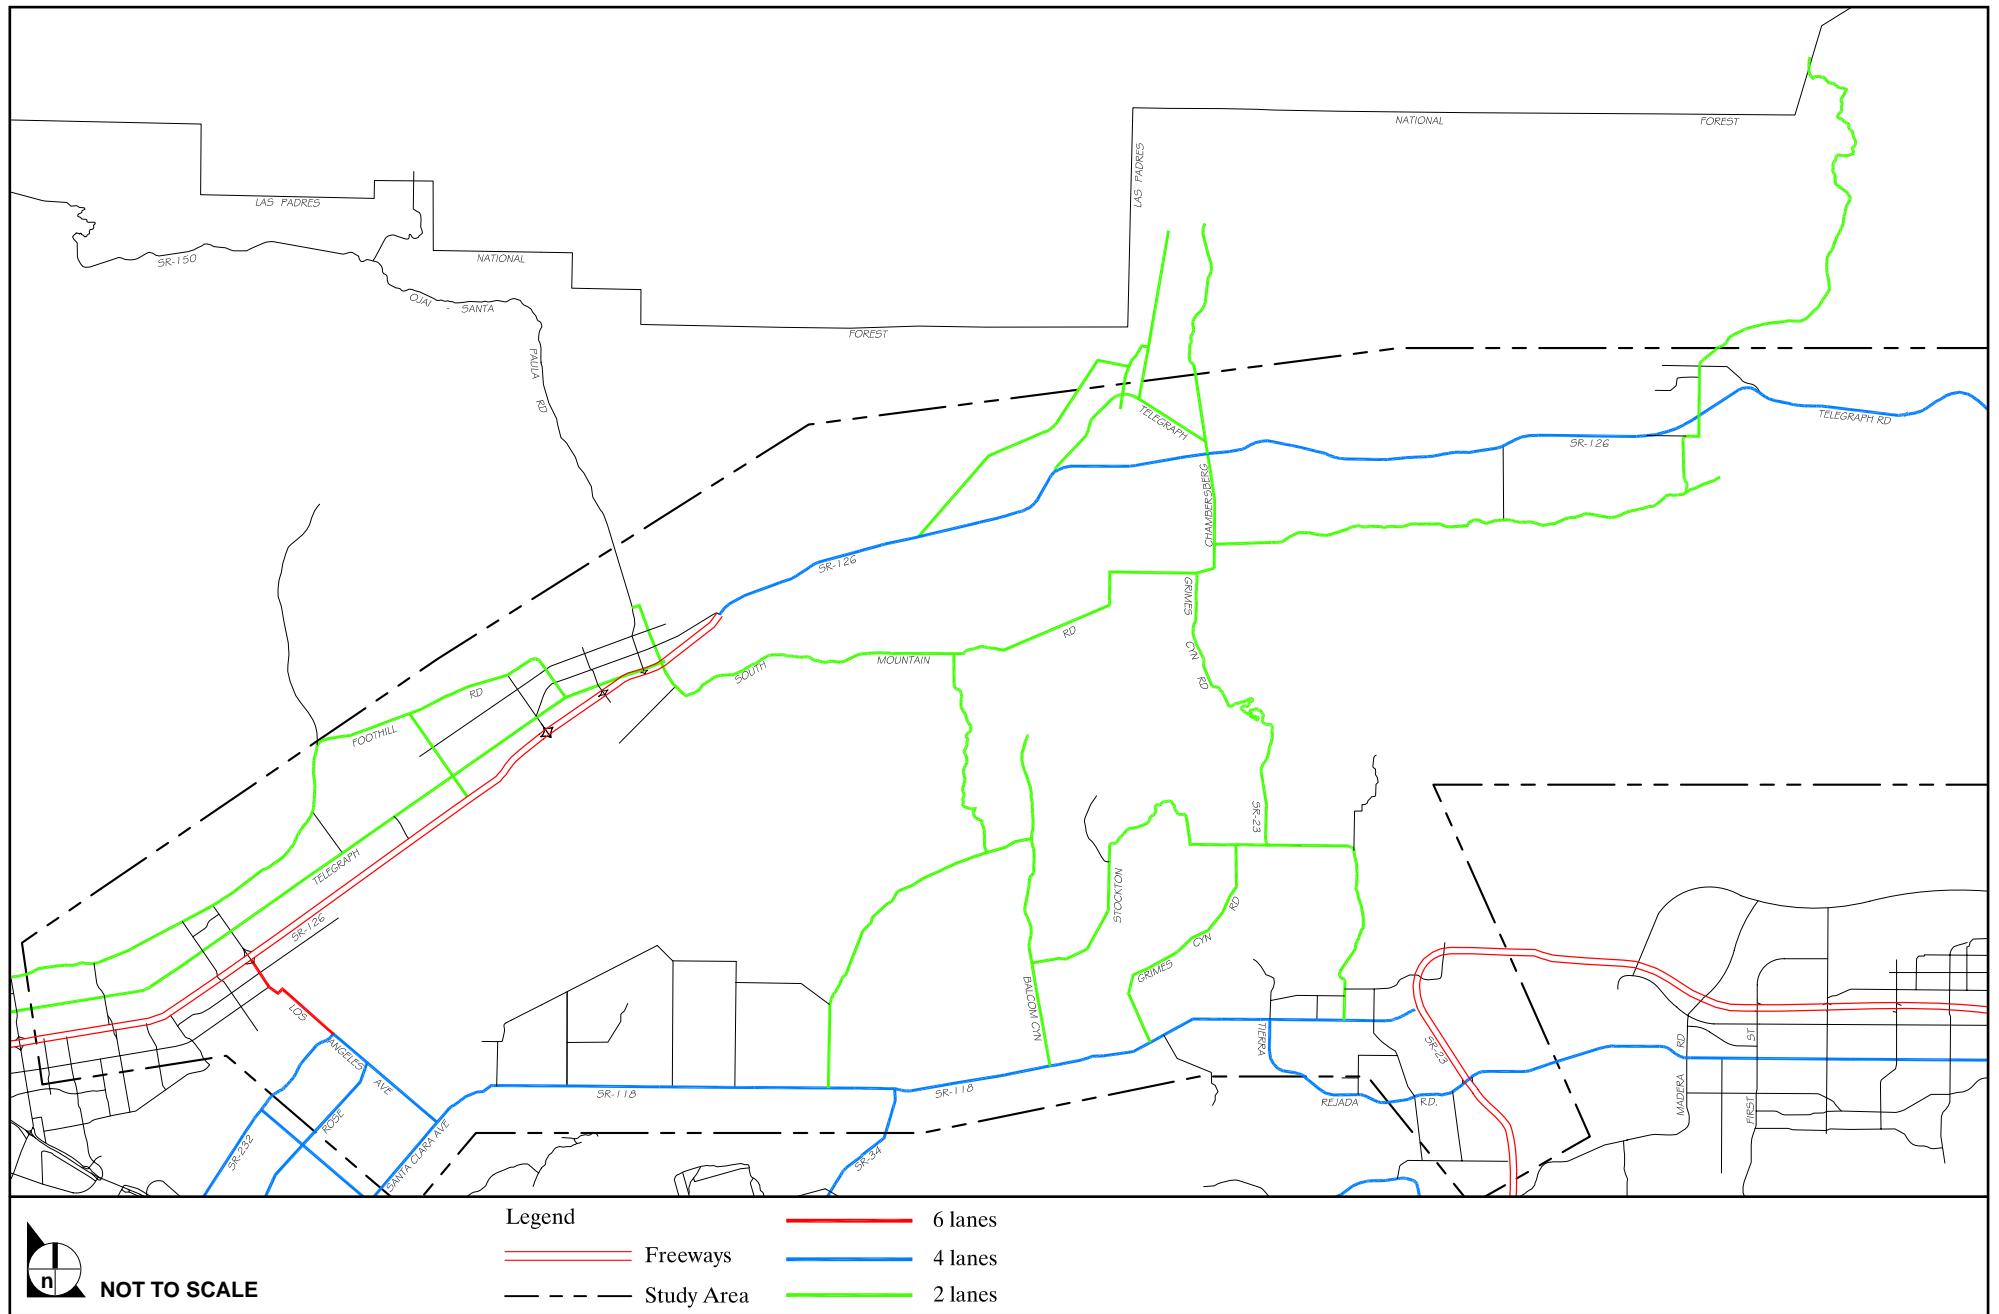 NATIONAL
FOREST
LAS PADRES
LAS PADRES
SR-150
NATIONAL
OJAI - SANTA
PAULA RD
FOREST
TELEGRAPH
TELEGRAPH RD
SR-126
CHAMBERSBERG
SR-126
GRIMES CYN RD
SOUTH MOUNTAIN RD
FOOTHILL RD
SR-23
TELEGRAPH
SR-126
STOCKTON
GRIMES CYN RD
BALCOM CYN
LOS ANGELES AVE
TIERRA
REJADA RD.
SR-23
MADERA RD
FIRST ST
ROSE
SR-232
SANTA CLARA AVE
SR-118
SR-118
SR-34
Legend
Freeways
Study Area
6 lanes
4 lanes
2 lanes
n
NOT TO SCALE